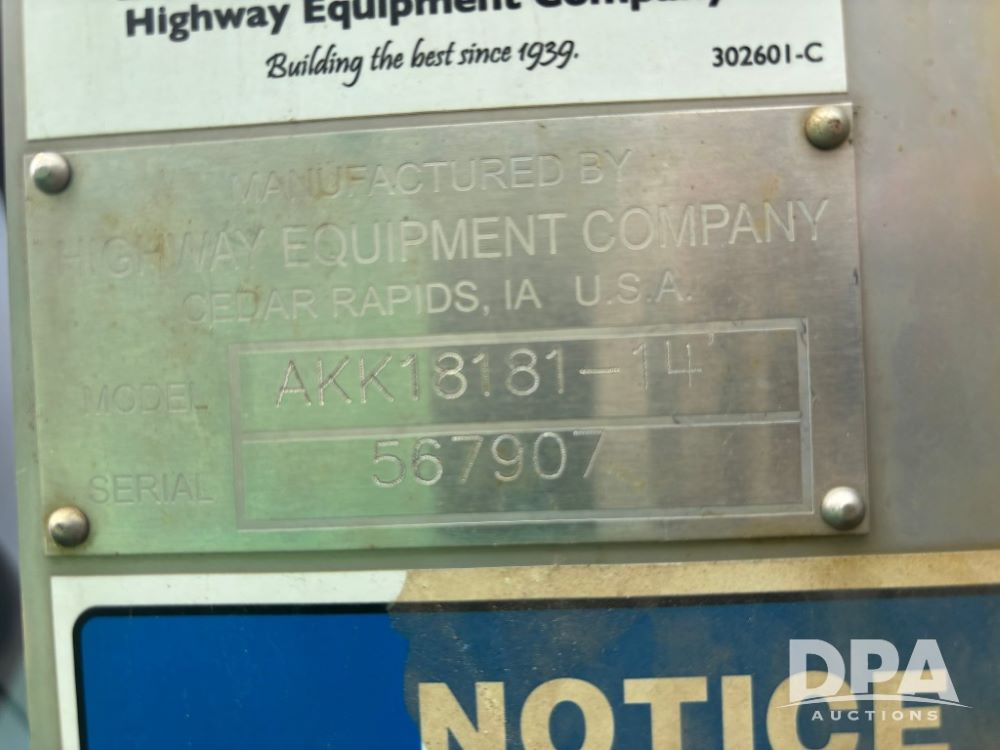 Highway Equipment Company
Building the best since 1939.
302601-C
MANUFACTURED BY
HIGHWAY EQUIPMENT COMPANY
CEDAR RAPIDS, IA U.S.A.
MODEL AKK18181-14'
SERIAL 567907
NOTICE
DPA
AUCTIONS